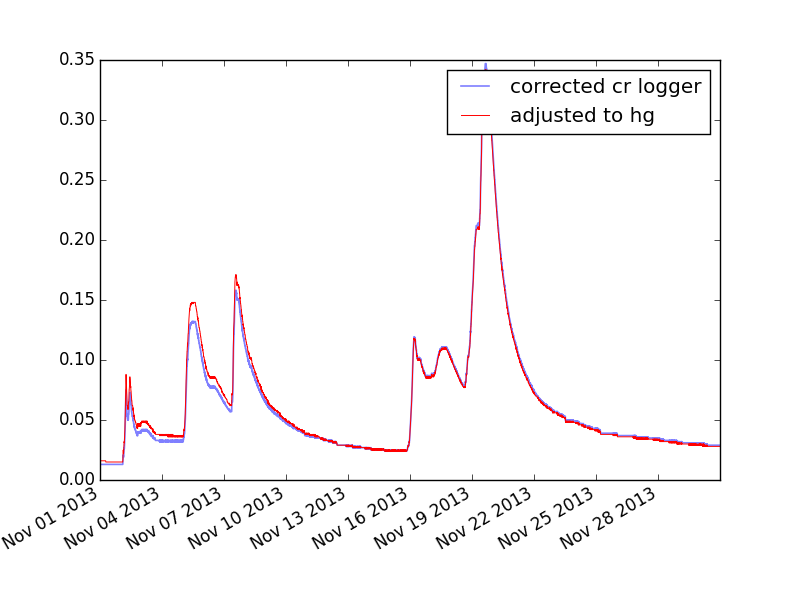 0.35
0.30
0.25
0.20
0.15
0.10
0.05
0.00
corrected cr logger
adjusted to hg
Nov 01 2013
Nov 04 2013
Nov 07 2013
Nov 10 2013
Nov 13 2013
Nov 16 2013
Nov 19 2013
Nov 22 2013
Nov 25 2013
Nov 28 2013